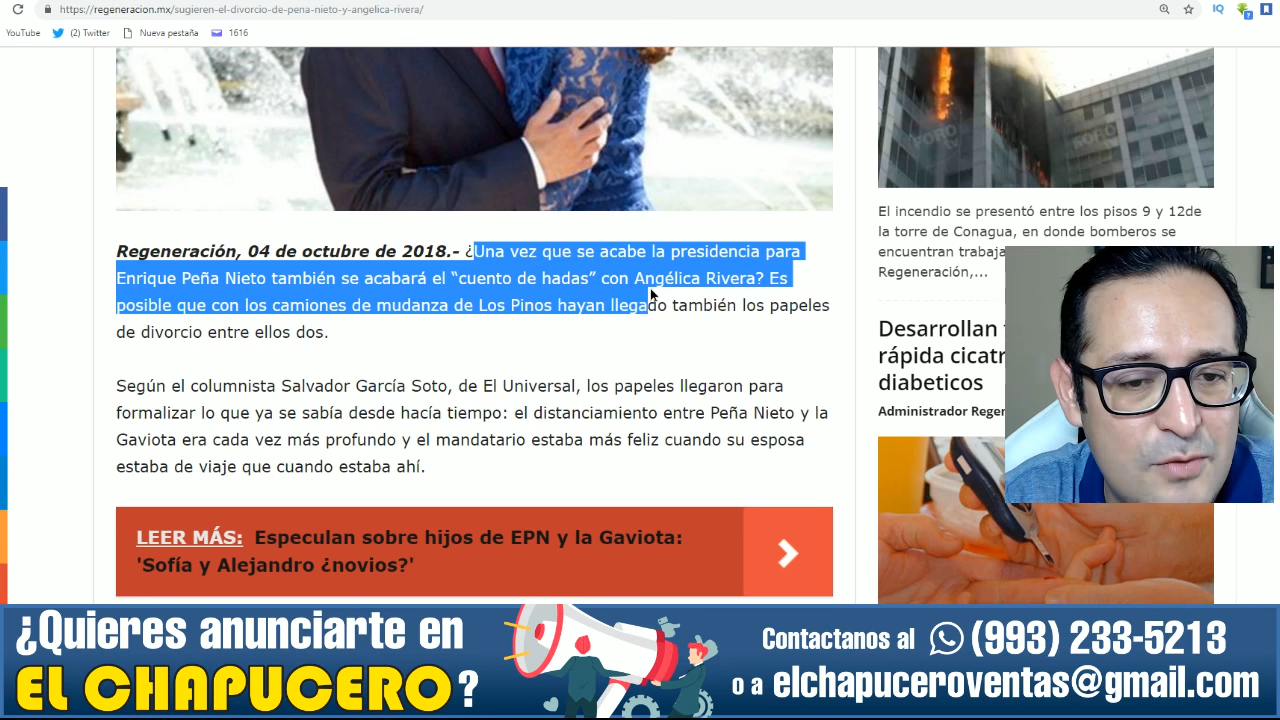 https://regeneracion.mx/sugieren-el-divorcio-de-pena-nieto-y-angelica-rivera/
IQ
?
YouTube
(2) Twitter
Nueva pestaña
1616
Regeneración, 04 de octubre de 2018.- ¿Una vez que se acabe la presidencia para
Enrique Peña Nieto también se acabará el “cuento de hadas” con Angélica Rivera? Es
posible que con los camiones de mudanza de Los Pinos hayan llegado también los papeles
de divorcio entre ellos dos.
Según el columnista Salvador García Soto, de El Universal, los papeles llegaron para
formalizar lo que ya se sabía desde hacía tiempo: el distanciamiento entre Peña Nieto y la
Gaviota era cada vez más profundo y el mandatario estaba más feliz cuando su esposa
estaba de viaje que cuando estaba ahí.
LEER MÁS: Especulan sobre hijos de EPN y la Gaviota:
'Sofía y Alejandro ¿novios?'
El incendio se presentó entre los pisos 9 y 12de
la torre de Conagua, en donde bomberos se
encuentran trabaja
Regeneración,...
Desarrollan
rápida cicatr
diabeticos
Administrador Reger
¿Quieres anunciarte en
EL CHAPUCERO?
Contactanos al (993) 233-5213
o a elchapuceroventas@gmail.com